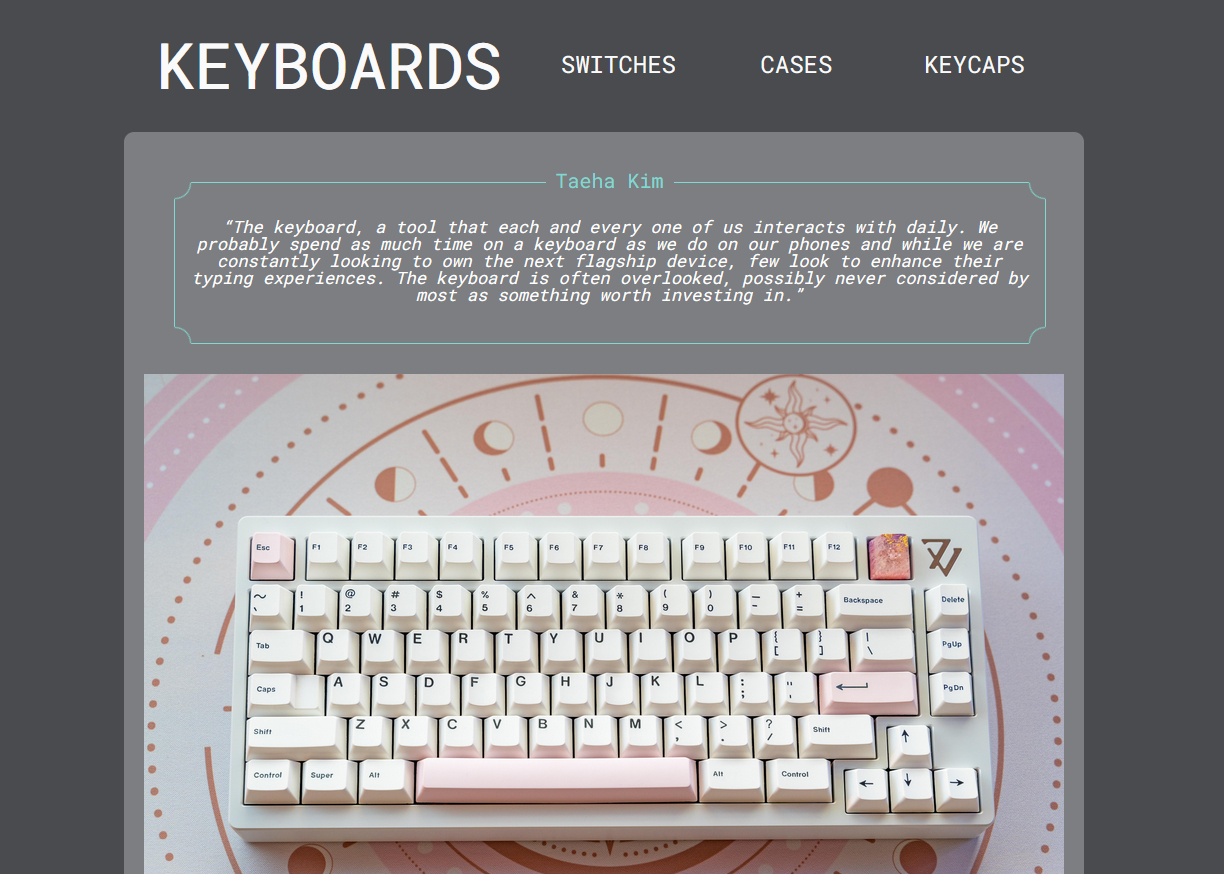 KEYBOARDS SWITCHES CASES KEYCAPS
Taeha Kim
“The keyboard, a tool that each and every one of us interacts with daily. We
probably spend as much time on a keyboard as we do on our phones and while we are
constantly looking to own the next flagship device, few look to enhance their
typing experiences. The keyboard is often overlooked, possibly never considered by
most as something worth investing in.”
Esc F1 F2 F3 F4 F5 F6 F7 F8 F9 F10 F11 F12
~ ! @ # $ % ^ & * ( ) — +
` 1 2 3 4 5 6 7 8 9 0 - = Backspace Delete
Tab Q W E R T Y U I O P { } | PgUp
[ ] \
Caps A S D F G H J K L : " PgDn
; '
Shift Z X C V B N M < > ? Shift
, . /
Control Super Alt Alt Control